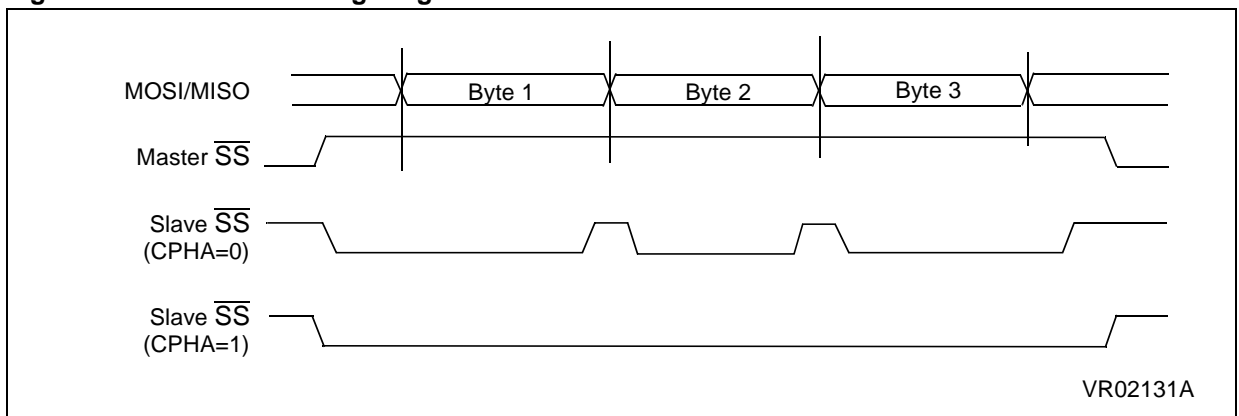 MOSI/MISO
Byte 1
Byte 2
Byte 3
Master SS
Slave SS
(CPHA=0)
Slave SS
(CPHA=1)
VR02131A